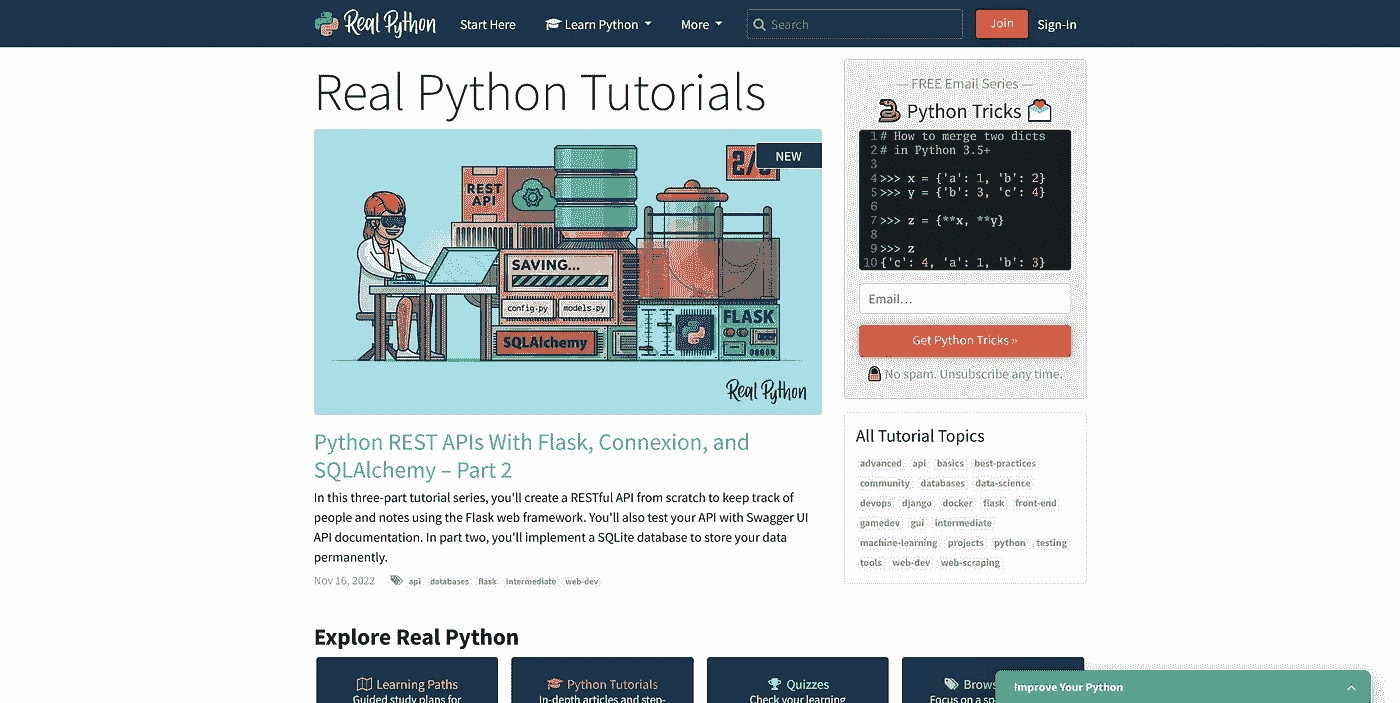 Real Python Start Here Learn Python More Search Join Sign-In
Real Python Tutorials
NEW
REST
API
SAVING...
config.py models.py
SQLAlchemy
FLASK
Real Python
Python REST APIs With Flask, Connexion, and
SQLAlchemy – Part 2
In this three-part tutorial series, you'll create a RESTful API from scratch to keep track of
people and notes using the Flask web framework. You'll also test your API with Swagger UI
API documentation. In part two, you'll implement a SQLite database to store your data
permanently.
Nov 16, 2022 api databases flask intermediate web-dev
— FREE Email Series —
Python Tricks
1 # How to merge two dicts
2 # in Python 3.5+
3
4 >>> x = {'a': 1, 'b': 2}
5 >>> y = {'b': 3, 'c': 4}
6
7 >>> z = {**x, **y}
8
9 >>> z
10 {'c': 4, 'a': 1, 'b': 3}
Email…
Get Python Tricks »
No spam. Unsubscribe any time.
All Tutorial Topics
advanced api basics best-practices
community databases data-science
devops django docker flask front-end
gamedev gui intermediate
machine-learning projects python testing
tools web-dev web-scraping
Explore Real Python
Learning Paths
Guided study plans for
Python Tutorials
In-depth articles and step-
Quizzes
Check your learning
Focus on a
Improve Your Python